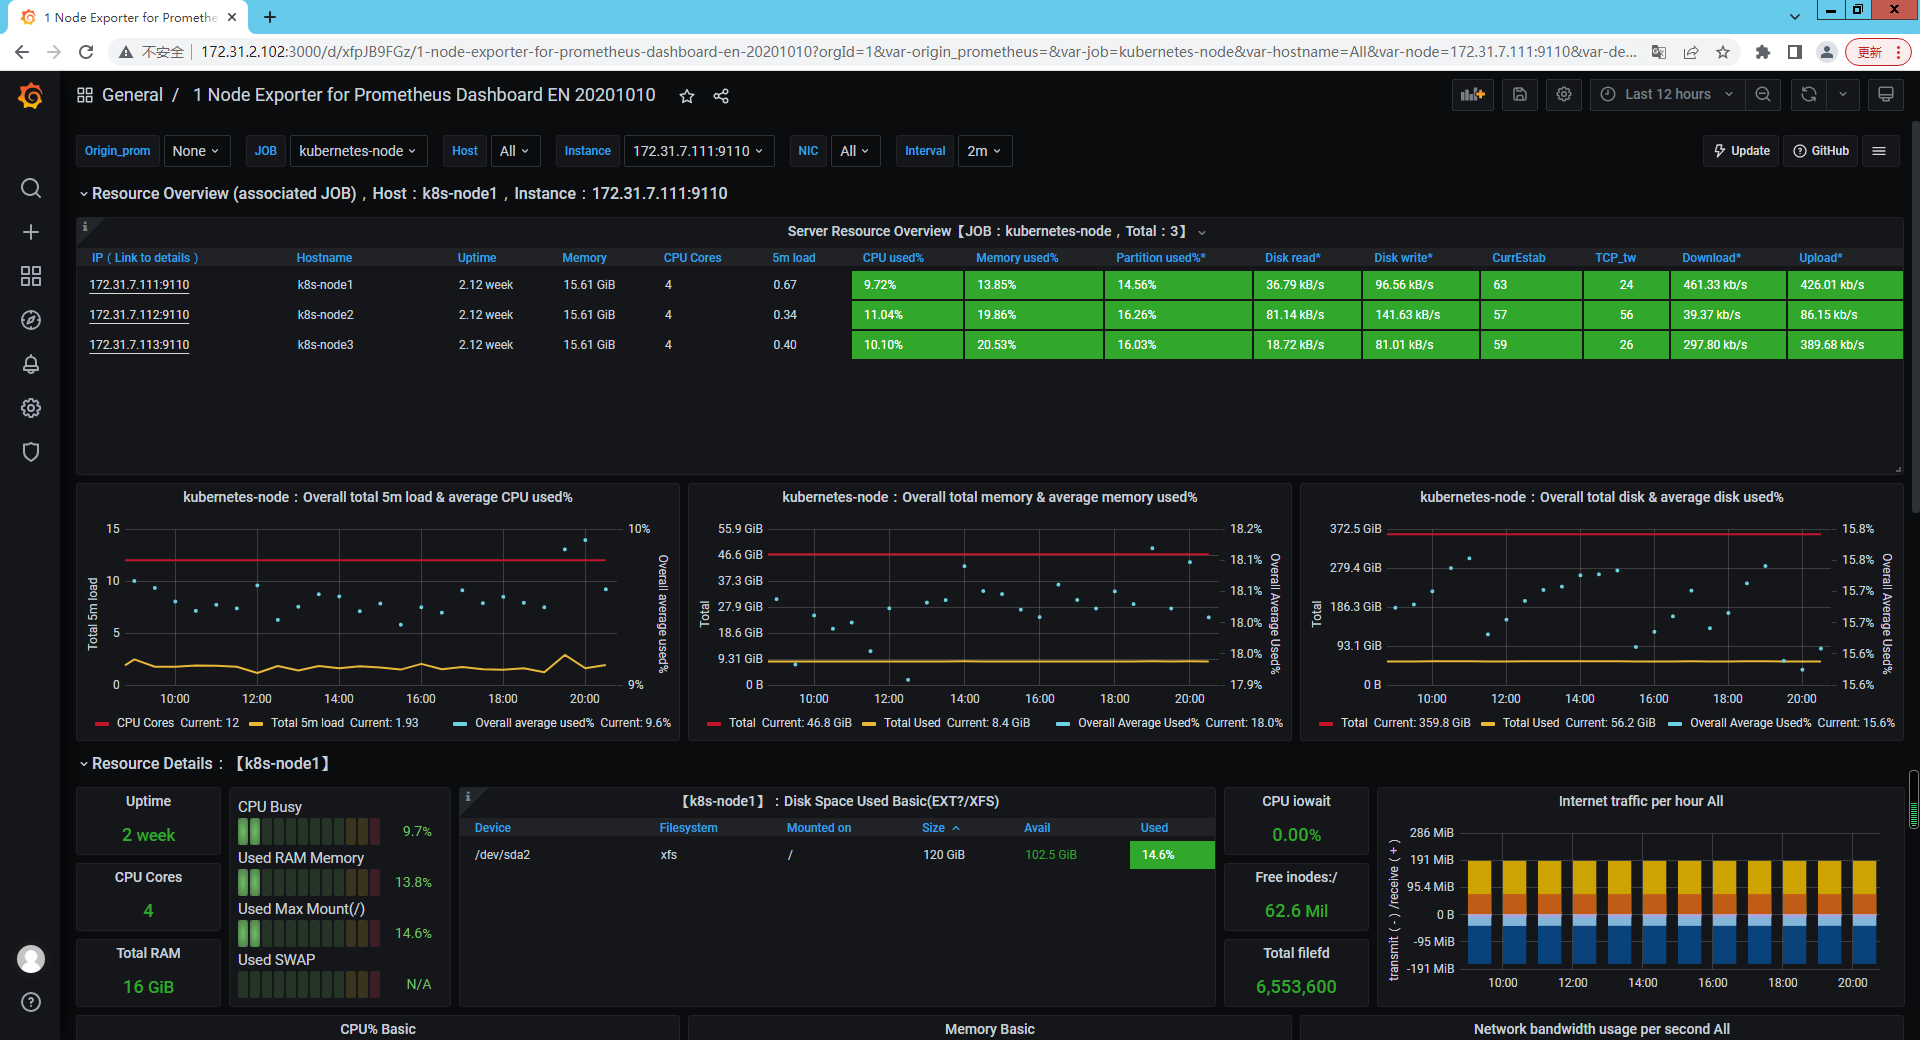 1 Node Exporter for Prometheus
不安全 172.31.2.102:3000/d/xfpJB9FGz/1-node-exporter-for-prometheus-dashboard-en-20201010?orgId=1&var-origin_prometheus=&var-job=kubernetes-node&var-hostname=All&var-node=172.31.7.111:9110&var-de... 更新
General / 1 Node Exporter for Prometheus Dashboard EN 20201010 Last 12 hours
Origin_prom None JOB kubernetes-node Host All Instance 172.31.7.111:9110 NIC All Interval 2m Update GitHub
Resource Overview (associated JOB)，Host：k8s-node1，Instance：172.31.7.111:9110
Server Resource Overview【JOB：kubernetes-node，Total：3】
IP（Link to details） Hostname Uptime Memory CPU Cores 5m load CPU used% Memory used% Partition used%* Disk read* Disk write* CurrEstab TCP_tw Download* Upload*
172.31.7.111:9110 k8s-node1 2.12 week 15.61 GiB 4 0.67 9.72% 13.85% 14.56% 36.79 kB/s 96.56 kB/s 63 24 461.33 kb/s 426.01 kb/s
172.31.7.112:9110 k8s-node2 2.12 week 15.61 GiB 4 0.34 11.04% 19.86% 16.26% 81.14 kB/s 141.63 kB/s 57 56 39.37 kb/s 86.15 kb/s
172.31.7.113:9110 k8s-node3 2.12 week 15.61 GiB 4 0.40 10.10% 20.53% 16.03% 18.72 kB/s 81.01 kB/s 59 26 297.80 kb/s 389.68 kb/s
kubernetes-node：Overall total 5m load & average CPU used%
Total 5m load
15
10
5
0
10%
9%
Overall average used%
10:00 12:00 14:00 16:00 18:00 20:00
CPU Cores Current: 12 Total 5m load Current: 1.93 Overall average used% Current: 9.6%
kubernetes-node：Overall total memory & average memory used%
Total
55.9 GiB
46.6 GiB
37.3 GiB
27.9 GiB
18.6 GiB
9.31 GiB
0 B
18.2%
18.1%
18.1%
18.0%
18.0%
17.9%
Overall Average Used%
10:00 12:00 14:00 16:00 18:00 20:00
Total Current: 46.8 GiB Total Used Current: 8.4 GiB Overall Average Used% Current: 18.0%
kubernetes-node：Overall total disk & average disk used%
Total
372.5 GiB
279.4 GiB
186.3 GiB
93.1 GiB
0 B
15.8%
15.8%
15.7%
15.7%
15.6%
15.6%
Overall Average Used%
10:00 12:00 14:00 16:00 18:00 20:00
Total Current: 359.8 GiB Total Used Current: 56.2 GiB Overall Average Used% Current: 15.6%
Resource Details：【k8s-node1】
Uptime
2 week
CPU Cores
4
Total RAM
16 GiB
CPU Busy
9.7%
Used RAM Memory
13.8%
Used Max Mount(/)
14.6%
Used SWAP
N/A
【k8s-node1】：Disk Space Used Basic(EXT?/XFS)
Device Filesystem Mounted on Size Avail Used
/dev/sda2 xfs / 120 GiB 102.5 GiB 14.6%
CPU iowait
0.00%
Free inodes:/
62.6 Mil
Total filefd
6,553,600
Internet traffic per hour All
transmit（-）/receive（+）
286 MiB
191 MiB
95.4 MiB
0 B
-95 MiB
-191 MiB
10:00 12:00 14:00 16:00 18:00 20:00
CPU% Basic Memory Basic Network bandwidth usage per second All